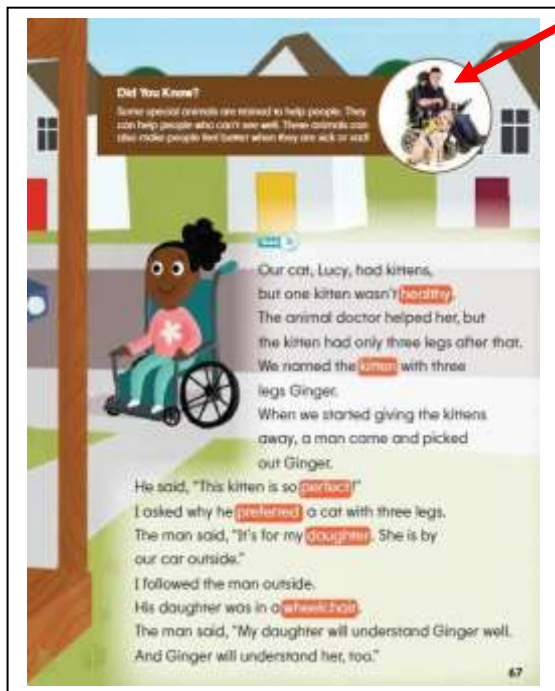 Did You Know?
Some special animals are trained to help people. They
can help people who can't see well. These animals can
also make people feel better when they are sick or sad!
Our cat, Lucy, had kittens,
but one kitten wasn't healthy.
The animal doctor helped her, but
the kitten had only three legs after that.
We named the kitten with three
legs Ginger.
When we started giving the kittens
away, a man came and picked
out Ginger.
He said, "This kitten is so perfect!"
I asked why he preferred a cat with three legs.
The man said, "It's for my daughter. She is by
our car outside."
I followed the man outside.
His daughter was in a wheelchair.
The man said, "My daughter will understand Ginger well.
And Ginger will understand her, too."
67